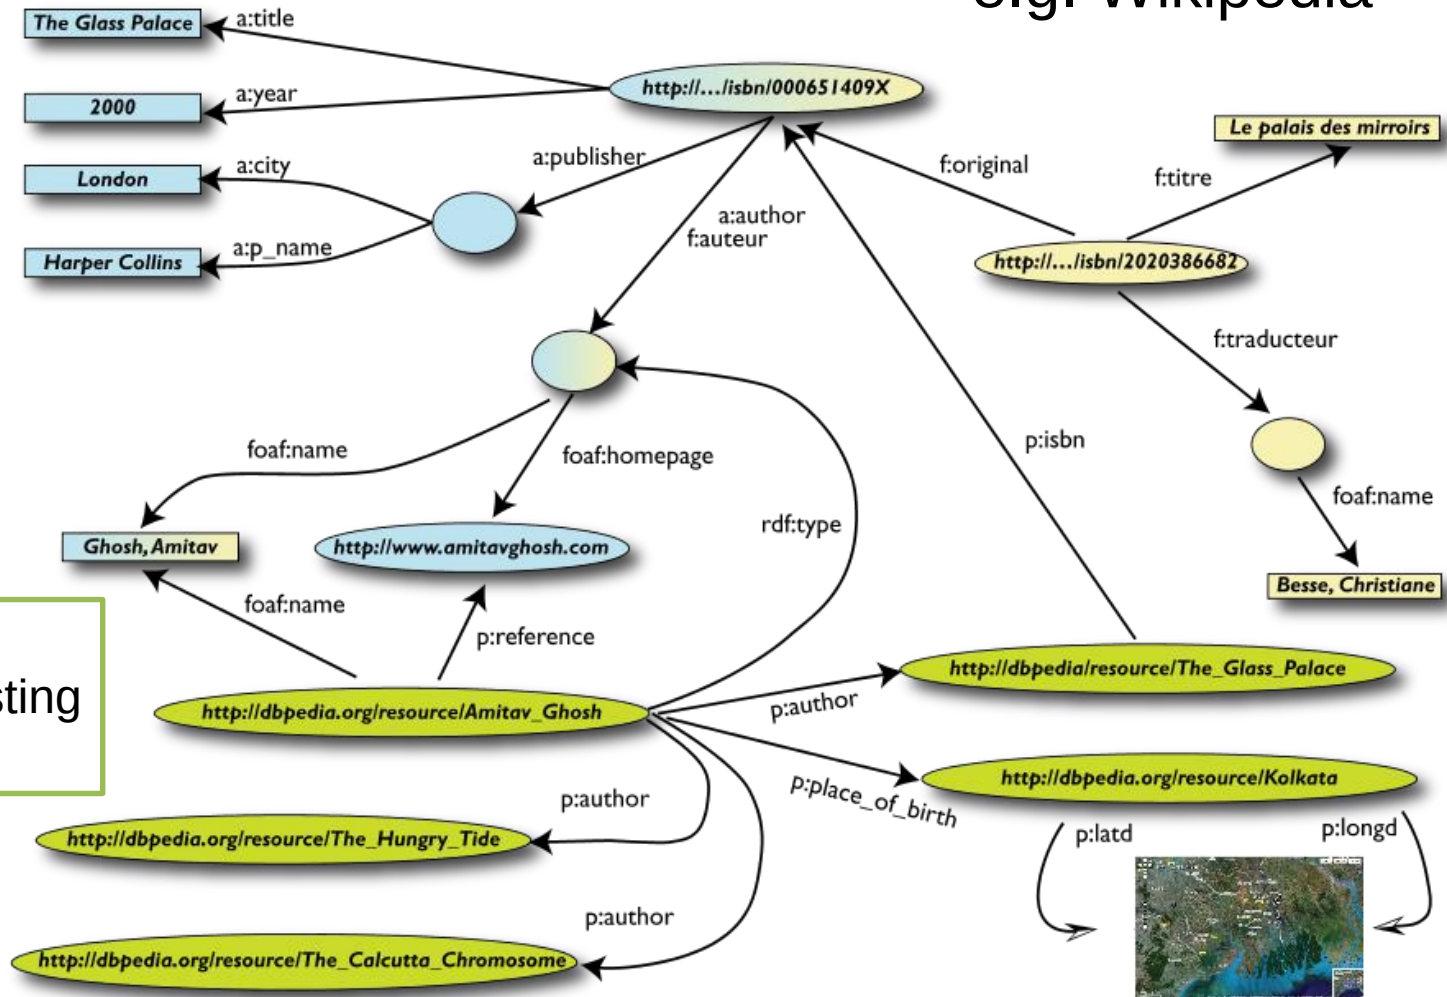 The Glass Palace
a:title
http://…/isbn/000651409X
2000
a:year
Le palais des mirroirs
London
a:city
a:publisher
f:original
f:titre
a:author
f:auteur
Harper Collins
a:p_name
http://…/isbn/2020386682
f:traducteur
foaf:name
foaf:homepage
p:isbn
rdf:type
foaf:name
Ghosh, Amitav
http://www.amitavghosh.com
Besse, Christiane
foaf:name
p:reference
http://dbpedia/resource/The_Glass_Palace
http://dbpedia.org/resource/Amitav_Ghosh
p:author
p:place_of_birth
http://dbpedia.org/resource/Kolkata
p:author
http://dbpedia.org/resource/The_Hungry_Tide
p:latd
p:longd
p:author
http://dbpedia.org/resource/The_Calcutta_Chromosome